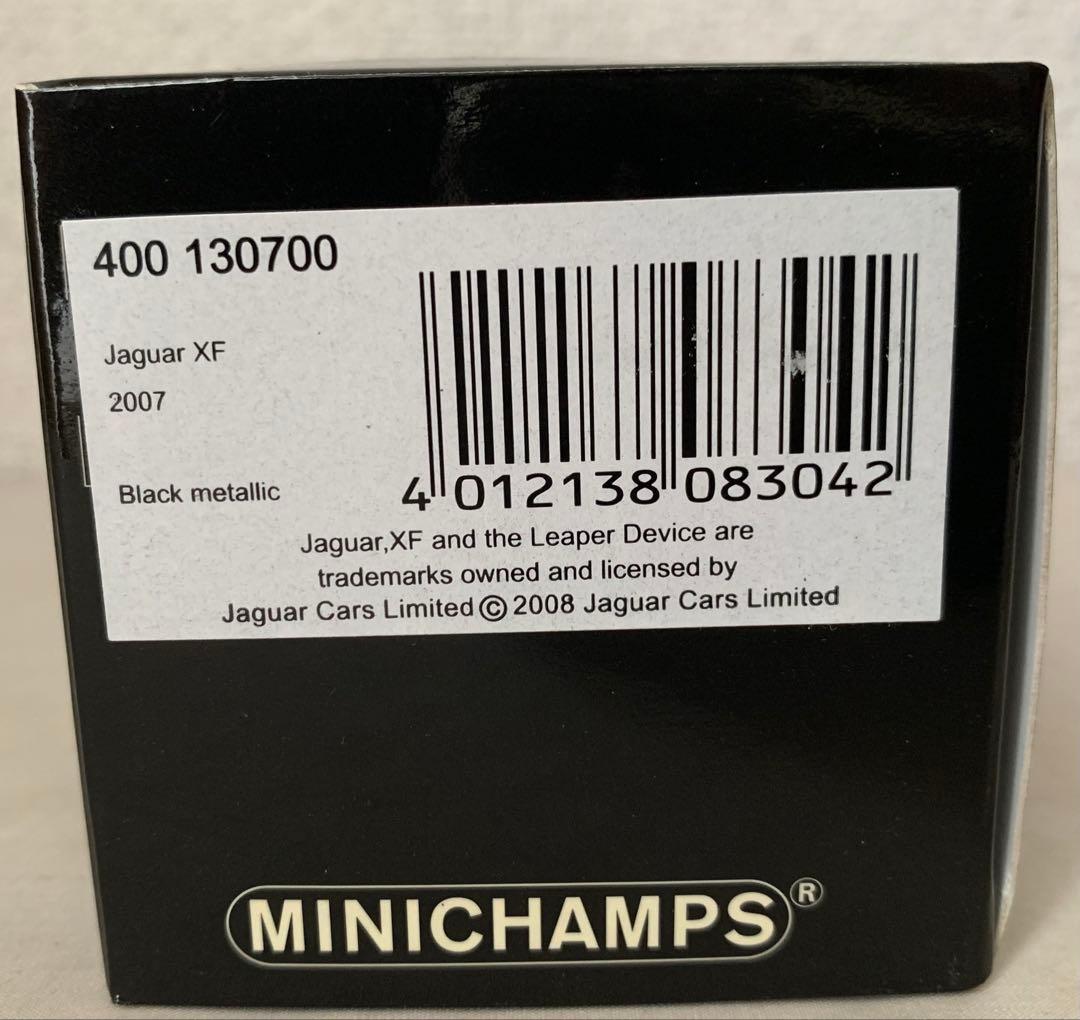 400 130700
Jaguar XF
2007
Black metallic
4 012138 083042
Jaguar,XF and the Leaper Device are
trademarks owned and licensed by
Jaguar Cars Limited © 2008 Jaguar Cars Limited
MINICHAMPS®